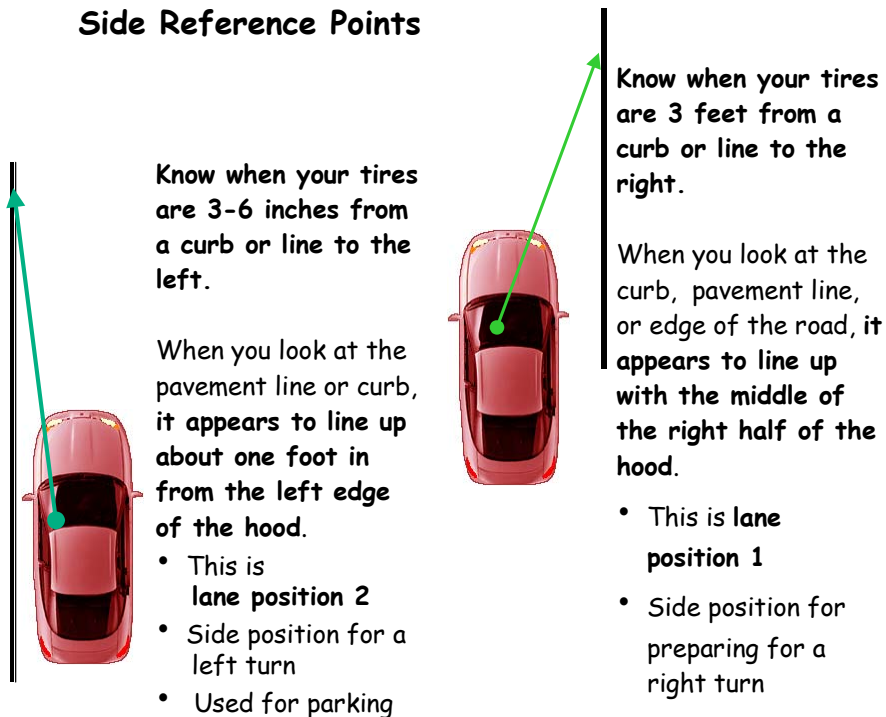 Side Reference Points
Know when your tires
are 3-6 inches from
a curb or line to the
left.
When you look at the
pavement line or curb,
it appears to line up
about one foot in
from the left edge
of the hood.
• This is
lane position 2
• Side position for a
left turn
• Used for parking
Know when your tires
are 3 feet from a
curb or line to the
right.
When you look at the
curb, pavement line,
or edge of the road, it
appears to line up
with the middle of
the right half of the
hood.
• This is lane
position 1
• Side position for
preparing for a
right turn